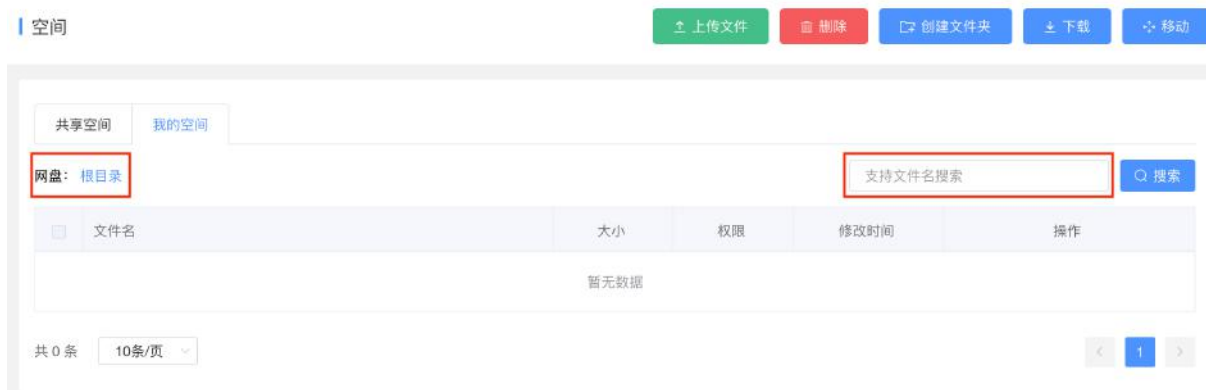 空间 上传文件 删除 创建文件夹 下载 移动
共享空间 我的空间
网盘： 根目录 支持文件名搜索 搜索
文件名 大小 权限 修改时间 操作
暂无数据
共 0 条 10条/页 1